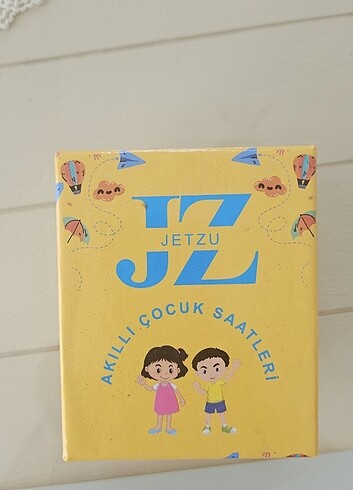 JZ
JETZU
AKILLI ÇOCUK SAATLERİ